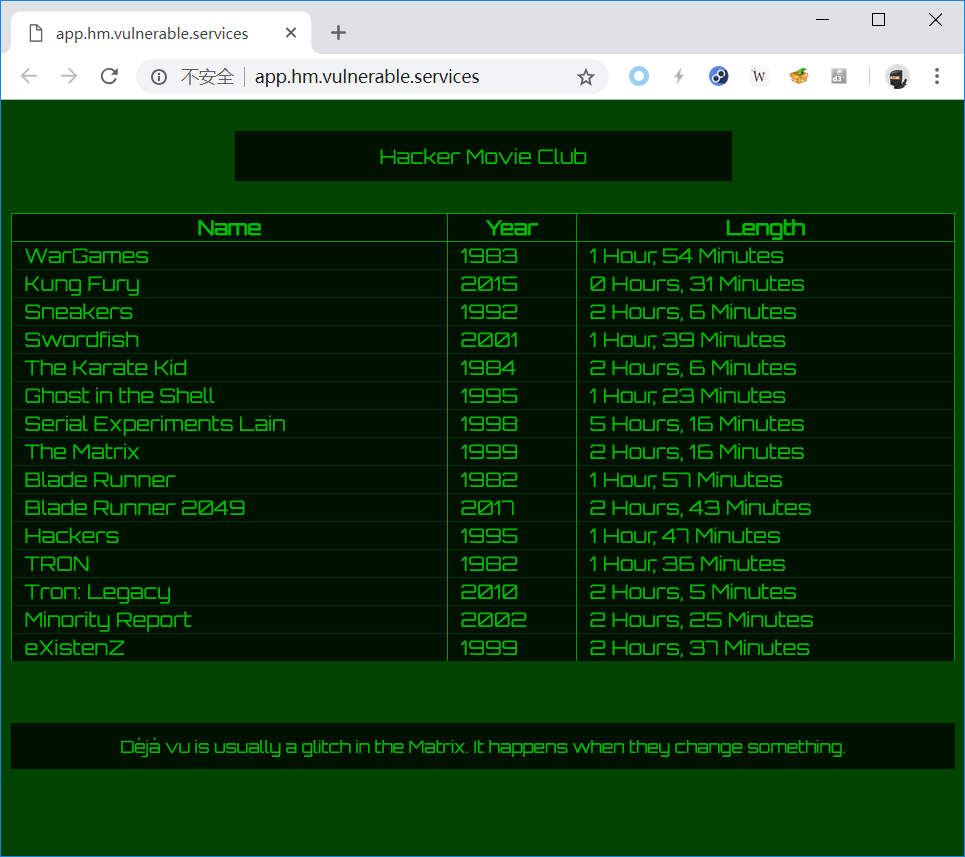 app.hm.vulnerable.services
不安全 app.hm.vulnerable.services W d3
Hacker Movie Club
Name Year Length
WarGames 1983 1 Hour, 54 Minutes
Kung Fury 2015 0 Hours, 31 Minutes
Sneakers 1992 2 Hours, 6 Minutes
Swordfish 2001 1 Hour, 39 Minutes
The Karate Kid 1984 2 Hours, 6 Minutes
Ghost in the Shell 1995 1 Hour, 23 Minutes
Serial Experiments Lain 1998 5 Hours, 16 Minutes
The Matrix 1999 2 Hours, 16 Minutes
Blade Runner 1982 1 Hour, 57 Minutes
Blade Runner 2049 2017 2 Hours, 43 Minutes
Hackers 1995 1 Hour, 47 Minutes
TRON 1982 1 Hour, 36 Minutes
Tron: Legacy 2010 2 Hours, 5 Minutes
Minority Report 2002 2 Hours, 25 Minutes
eXistenZ 1999 2 Hours, 37 Minutes
Déjà vu is usually a glitch in the Matrix. It happens when they change something.